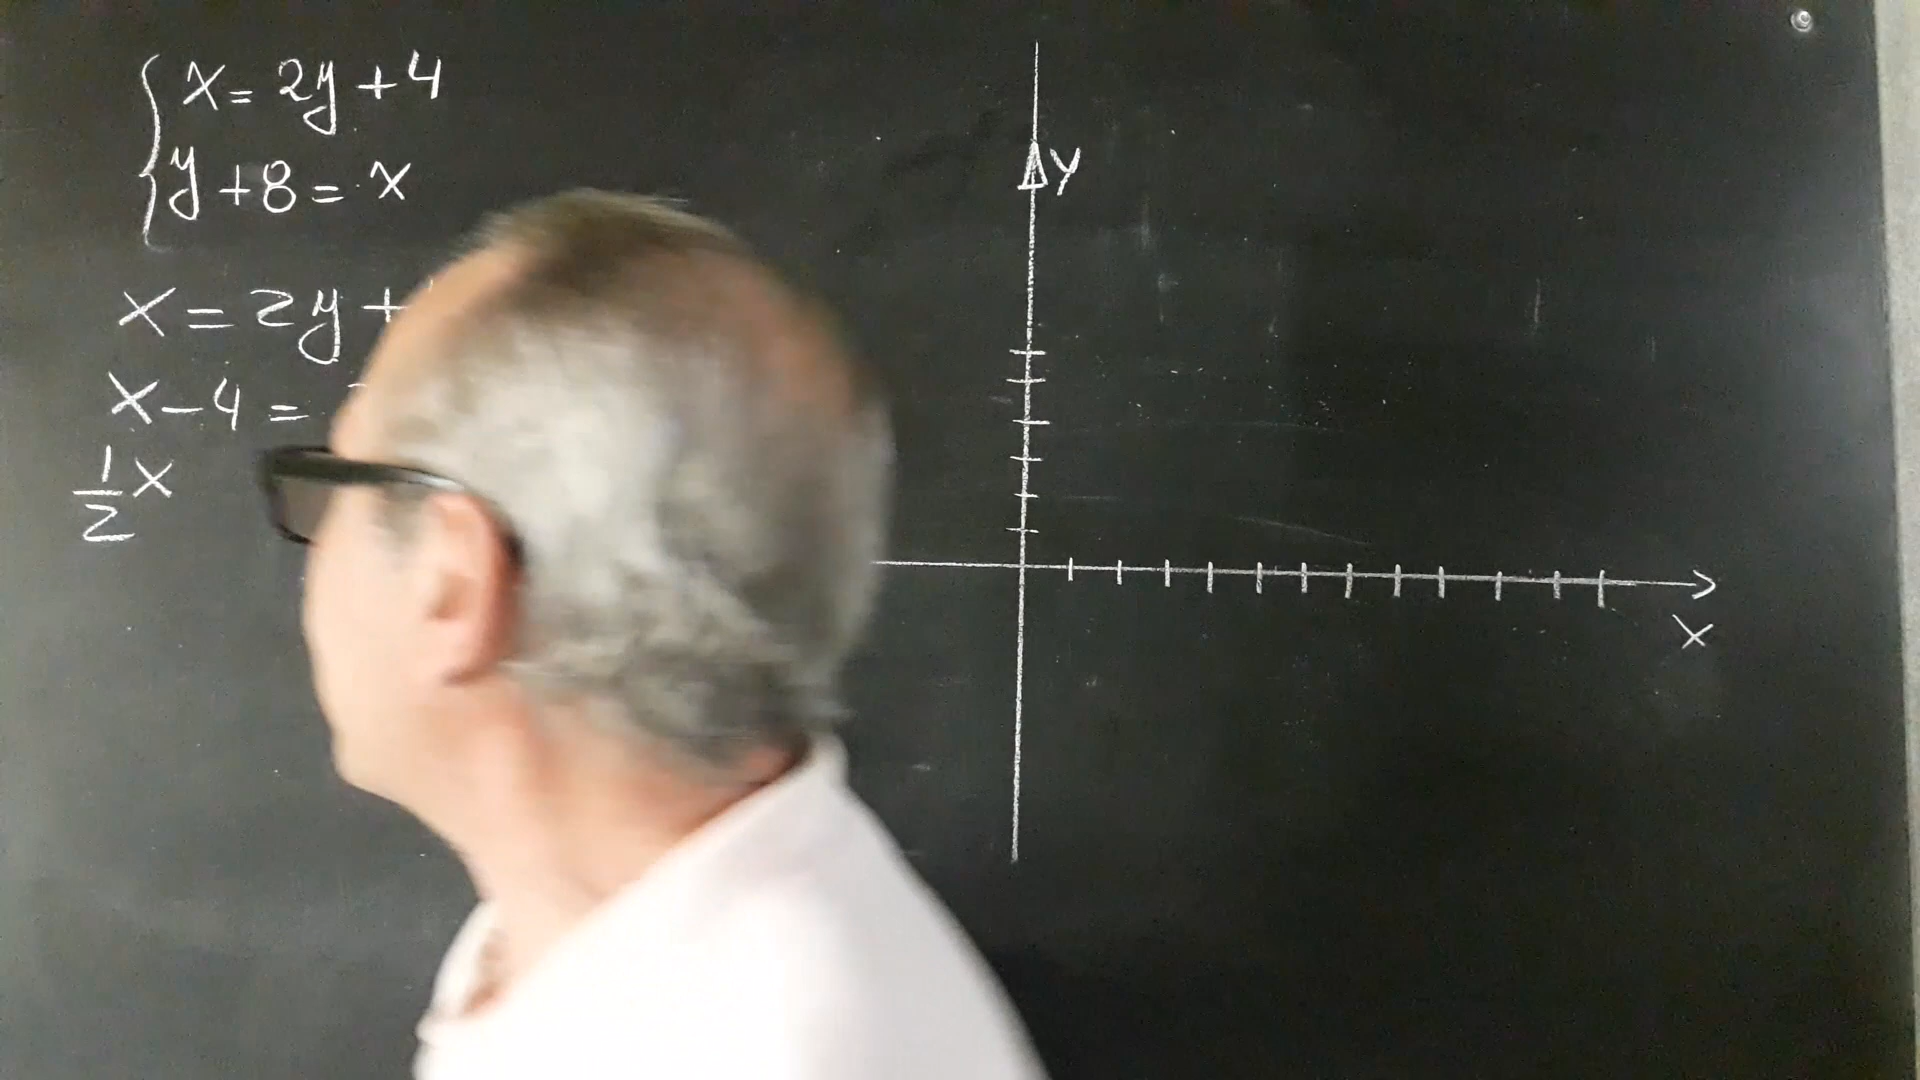 x = 2y + 4
y + 8 = x
x = 2y +
x - 4 =
1/2 x
y
x